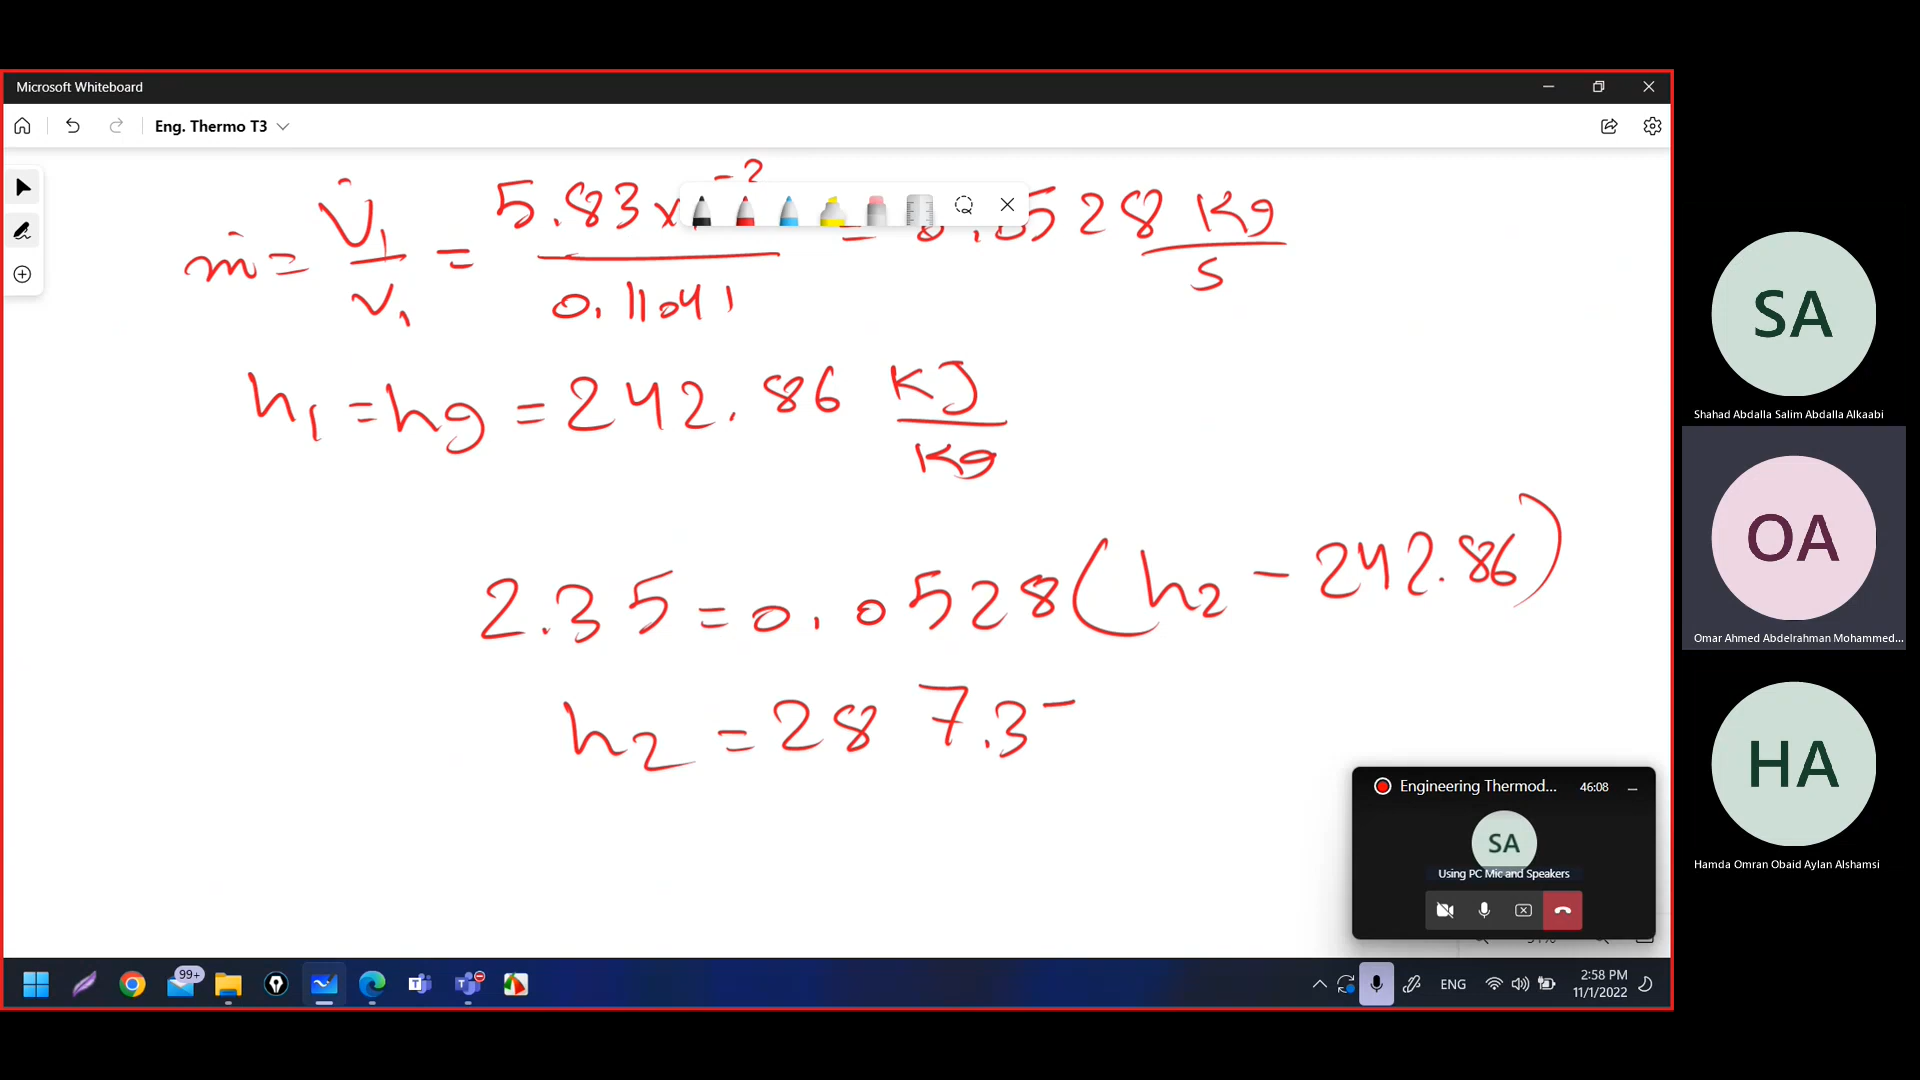 Microsoft Whiteboard
Eng. Thermo T3
ṁ = V̇₁ / v₁ = 5.83 × ⁻² / 0.11041 = 0.0528 Kg / s
h₁ = hg = 242.86 KJ / Kg
2.35 = 0.0528 ( h₂ - 242.86 )
h₂ = 287.3
SA
Shahad Abdalla Salim Abdalla Alkaabi
OA
Omar Ahmed Abdelrahman Mohammed...
HA
Hamda Omran Obaid Aylan Alshamsi
Engineering Thermod... 46:08
SA
Using PC Mic and Speakers
99+
ENG
2:58 PM
11/1/2022